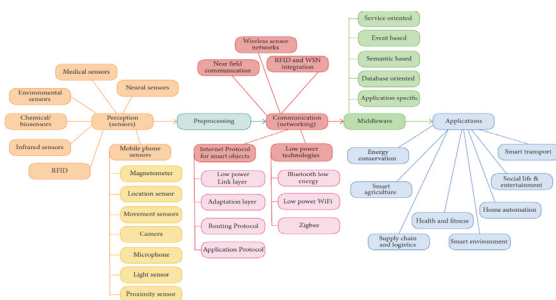 Service oriented
Event based
Semantic based
Database oriented
Application specific
Wireless sensor
networks
Near field
communication
RFID and WSN
integration
Medical sensors
Neural sensors
Environmental
sensors
Chemical/
biosensors
Infrared sensors
RFID
Perception
(sensors)
Preprocessing
Communication
(networking)
Middleware
Applications
Mobile phone
sensors
Magnetometer
Location sensor
Movement sensors
Camera
Microphone
Light sensor
Proximity sensor
Internet Protocol
for smart objects
Low power
Link layer
Adaptation layer
Routing Protocol
Application Protocol
Low power
technologies
Bluetooth low
energy
Low power WiFi
Zigbee
Energy
conservation
Smart
agriculture
Supply chain
and logistics
Health and fitness
Smart environment
Home automation
Social life &
entertainment
Smart transport